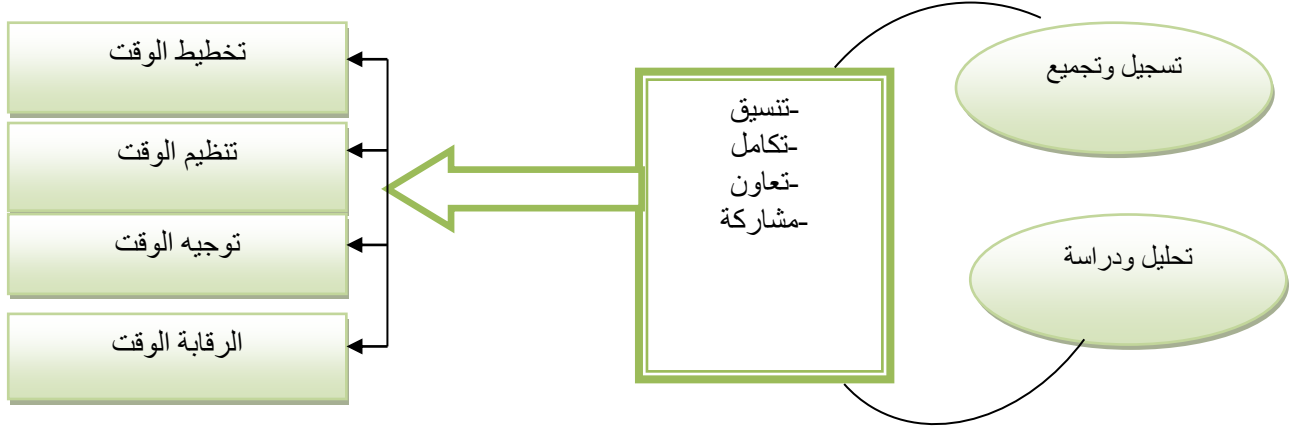 تسجيل وتجميع
تحليل ودراسة
-تنسيق
-تكامل
-تعاون
-مشاركة
تخطيط الوقت
تنظيم الوقت
توجيه الوقت
الرقابة الوقت